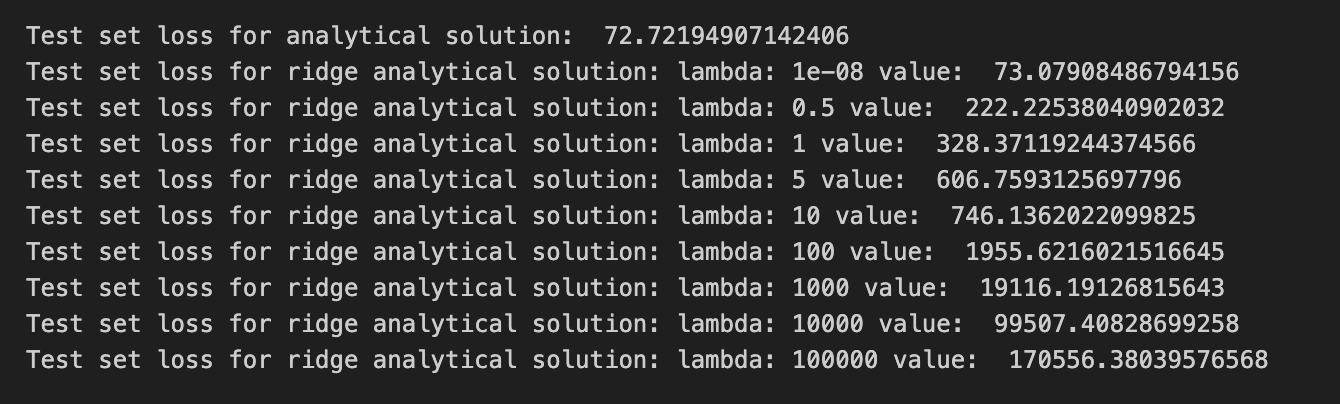 Test set loss for analytical solution:  72.72194907142406
Test set loss for ridge analytical solution: lambda: 1e-08 value:  73.07908486794156
Test set loss for ridge analytical solution: lambda: 0.5 value:  222.22538040902032
Test set loss for ridge analytical solution: lambda: 1 value:  328.37119244374566
Test set loss for ridge analytical solution: lambda: 5 value:  606.7593125697796
Test set loss for ridge analytical solution: lambda: 10 value:  746.1362022099825
Test set loss for ridge analytical solution: lambda: 100 value:  1955.6216021516645
Test set loss for ridge analytical solution: lambda: 1000 value:  19116.19126815643
Test set loss for ridge analytical solution: lambda: 10000 value:  99507.40828699258
Test set loss for ridge analytical solution: lambda: 100000 value:  170556.38039576568